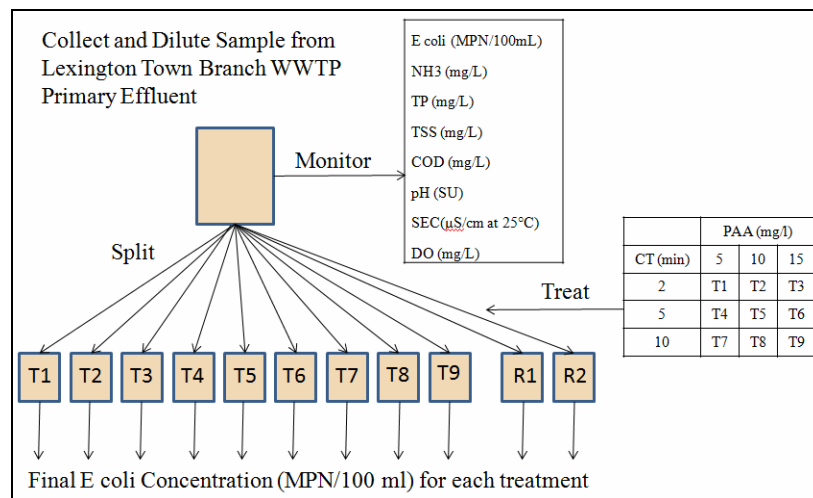 Collect and Dilute Sample from
Lexington Town Branch WWTP
Primary Effluent
Monitor
E coli (MPN/100mL)
NH3 (mg/L)
TP (mg/L)
TSS (mg/L)
COD (mg/L)
pH (SU)
SEC(μS/cm at 25°C)
DO (mg/L)
Split
Treat
PAA (mg/l)
CT (min) 5 10 15
2 T1 T2 T3
5 T4 T5 T6
10 T7 T8 T9
T1 T2 T3 T4 T5 T6 T7 T8 T9 R1 R2
Final E coli Concentration (MPN/100 ml) for each treatment